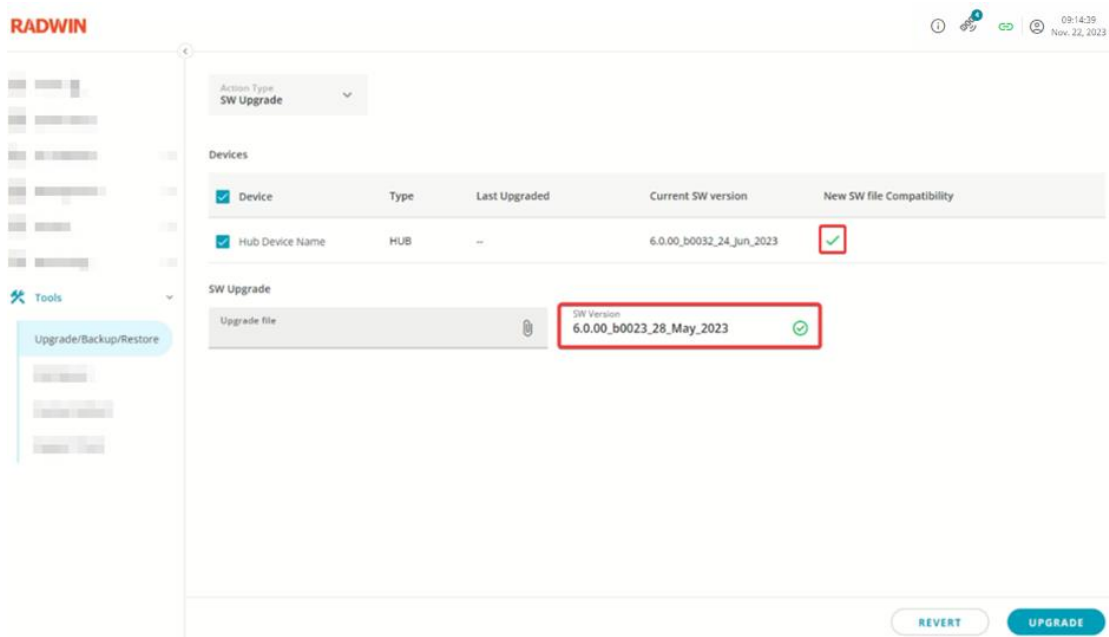 RADWIN
4
09:14:39
Nov. 22, 2023
Action Type
SW Upgrade
Devices
Device Type Last Upgraded Current SW version New SW file Compatibility
Hub Device Name HUB -- 6.0.00_b0032_24_Jun_2023
Tools
SW Upgrade
Upgrade file
SW Version
6.0.00_b0023_28_May_2023
Upgrade/Backup/Restore
REVERT UPGRADE